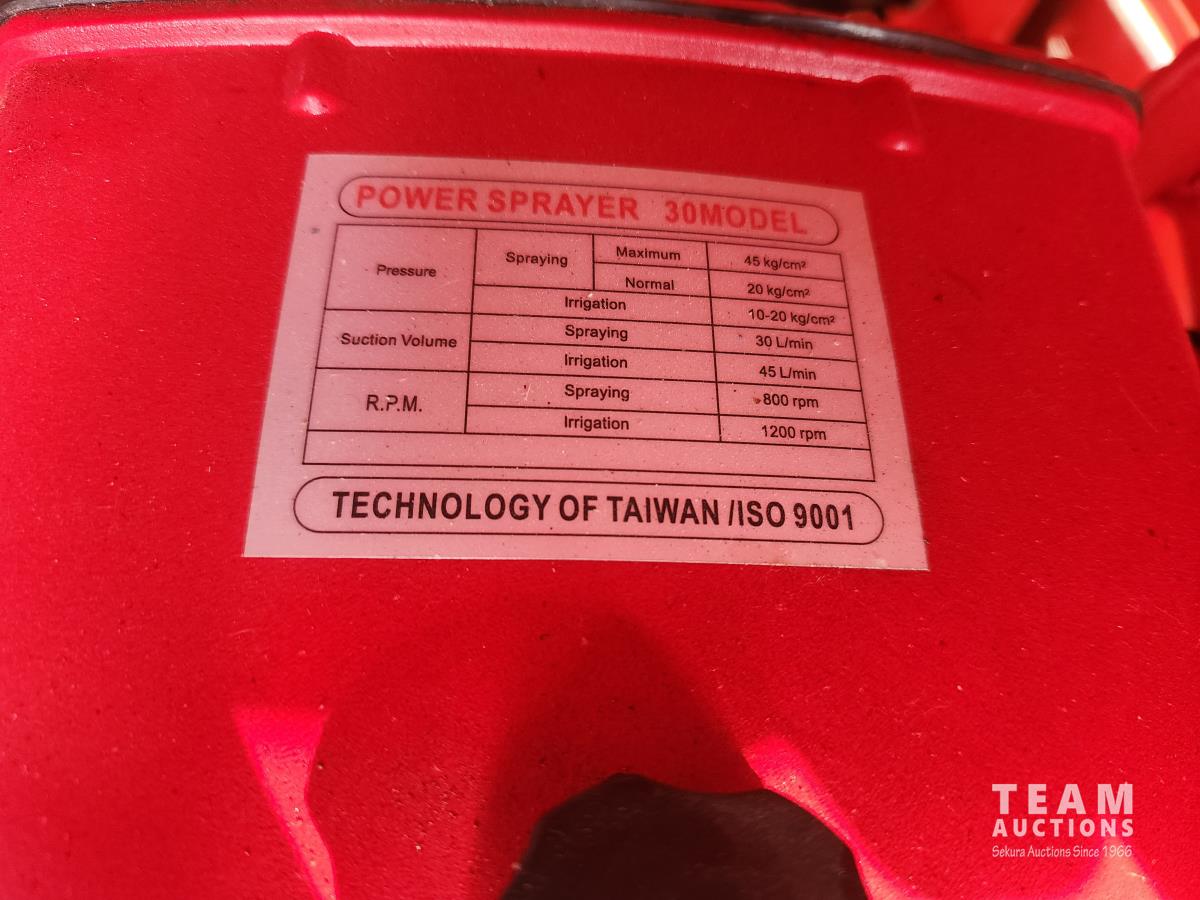 POWER SPRAYER 30MODEL
Pressure Spraying Maximum 45 kg/cm²
Normal 20 kg/cm²
Irrigation 10-20 kg/cm²
Suction Volume Spraying 30 L/min
Irrigation 45 L/min
R.P.M. Spraying 800 rpm
Irrigation 1200 rpm
TECHNOLOGY OF TAIWAN /ISO 9001
TEAM
AUCTIONS
Sekura Auctions Since 1966